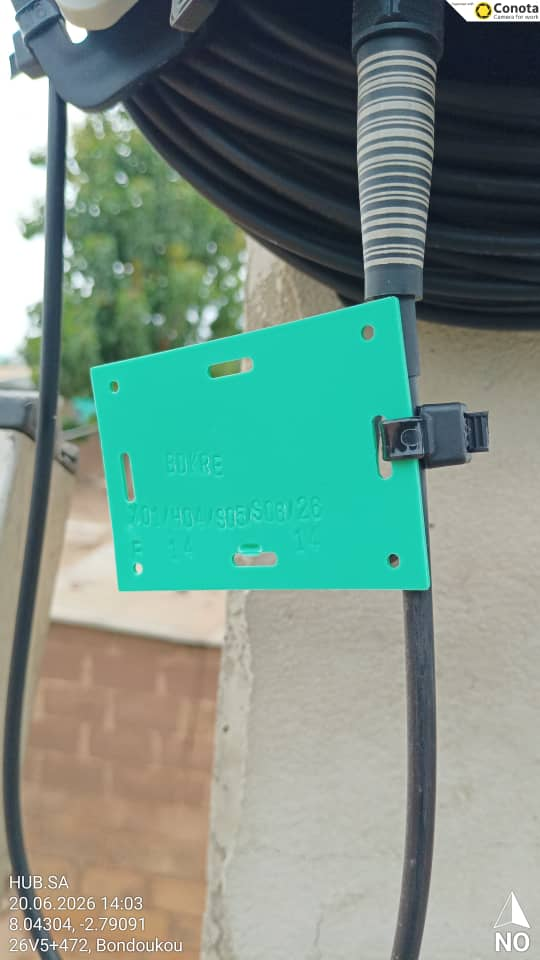 Conota
Camera for work
BDKRE
X01/H04/S05/S08/26
F 14 14
HUB.SA
20.06.2026 14:03
8.04304, -2.79091
26V5+472, Bondoukou
NO